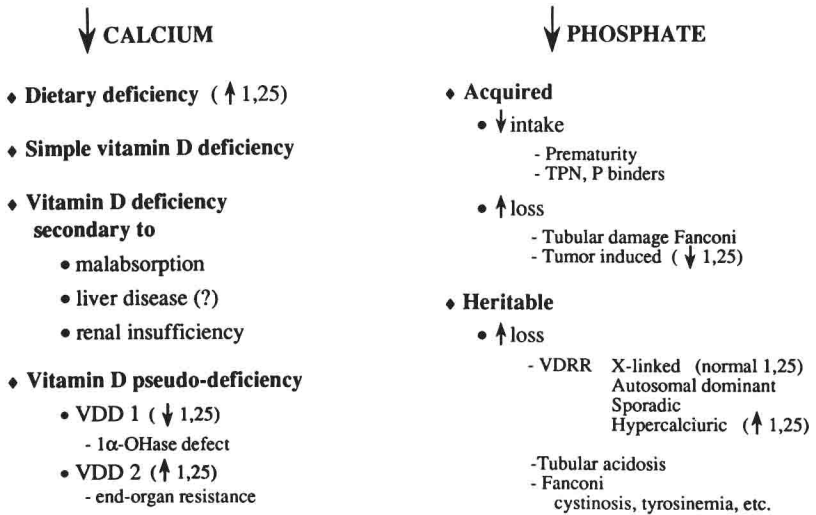 ↓ CALCIUM
♦ Dietary deficiency (↑ 1,25)
♦ Simple vitamin D deficiency
♦ Vitamin D deficiency
secondary to
• malabsorption
• liver disease (?)
• renal insufficiency
♦ Vitamin D pseudo-deficiency
• VDD 1 (↓ 1,25)
- 1α-OHase defect
• VDD 2 (↑ 1,25)
- end-organ resistance
↓ PHOSPHATE
♦ Acquired
• ↓ intake
- Prematurity
- TPN, P binders
• ↑ loss
- Tubular damage Fanconi
- Tumor induced (↓ 1,25)
♦ Heritable
• ↑ loss
- VDRR X-linked (normal 1,25)
Autosomal dominant
Sporadic
Hypercalciuric (↑ 1,25)
-Tubular acidosis
- Fanconi
cystinosis, tyrosinemia, etc.